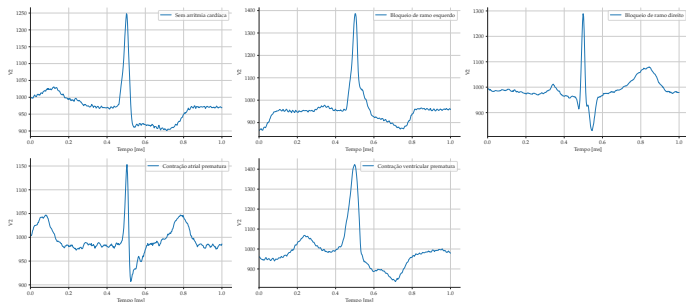 Sem arritmia cardíaca
1250
1200
1150
1100
1050
1000
950
900
V2
0.0 0.2 0.4 0.6 0.8 1.0
Tempo [ms]
Bloqueio de ramo esquerdo
1400
1300
1200
1100
1000
900
V2
0.0 0.2 0.4 0.6 0.8 1.0
Tempo [ms]
Bloqueio de ramo direito
1300
1200
1100
1000
900
V2
0.0 0.2 0.4 0.6 0.8 1.0
Tempo [ms]
Contração atrial prematura
1150
1100
1050
1000
950
900
V2
0.0 0.2 0.4 0.6 0.8 1.0
Tempo [ms]
Contração ventricular prematura
1400
1300
1200
1100
1000
900
V2
0.0 0.2 0.4 0.6 0.8 1.0
Tempo [ms]